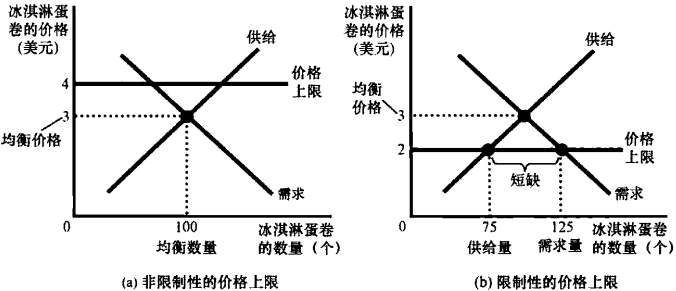 冰淇淋蛋
卷的价格
(美元)
供给
4
价格
上限
3
均衡价格
需求
0
100
均衡数量
冰淇淋蛋卷
的数量（个）
(a) 非限制性的价格上限
冰淇淋蛋
卷的价格
(美元)
供给
均衡
价格
3
2
价格
上限
短缺
需求
0
75
供给量
125
需求量
冰淇淋蛋卷
的数量（个）
(b) 限制性的价格上限